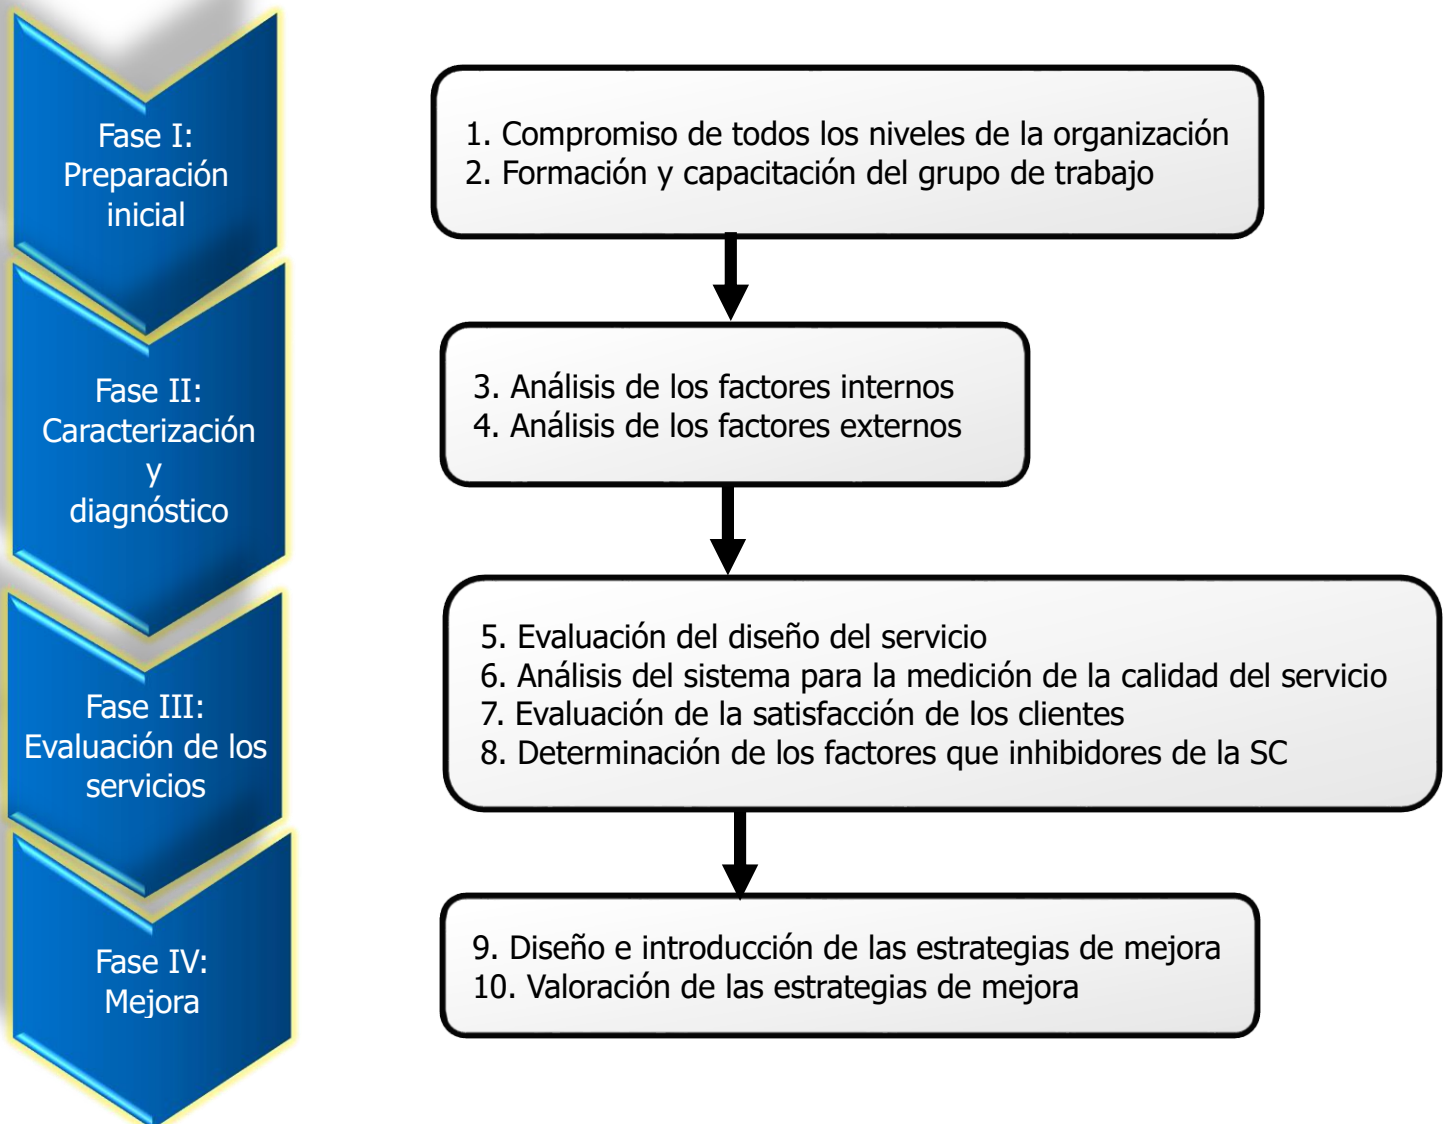 Fase I:
Preparación
inicial
1. Compromiso de todos los niveles de la organización
2. Formación y capacitación del grupo de trabajo
Fase II:
Caracterización
y
diagnóstico
3. Análisis de los factores internos
4. Análisis de los factores externos
Fase III:
Evaluación de los
servicios
5. Evaluación del diseño del servicio
6. Análisis del sistema para la medición de la calidad del servicio
7. Evaluación de la satisfacción de los clientes
8. Determinación de los factores que inhibidores de la SC
Fase IV:
Mejora
9. Diseño e introducción de las estrategias de mejora
10. Valoración de las estrategias de mejora